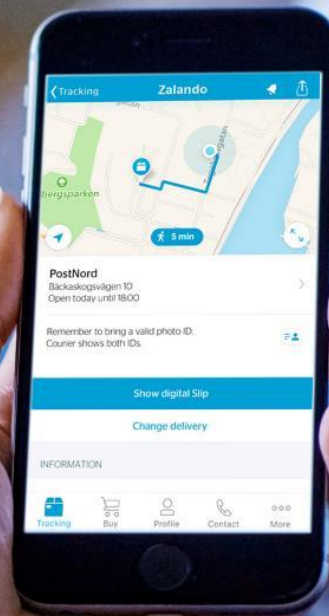 Tracking
Zalando
5 min
PostNord
Bäckaskogsvägen 10
Open today until 18:00
Remember to bring a valid photo ID.
Courier shows both IDs.
Show digital Slip
Change delivery
INFORMATION
Tracking Buy Profile Contact More